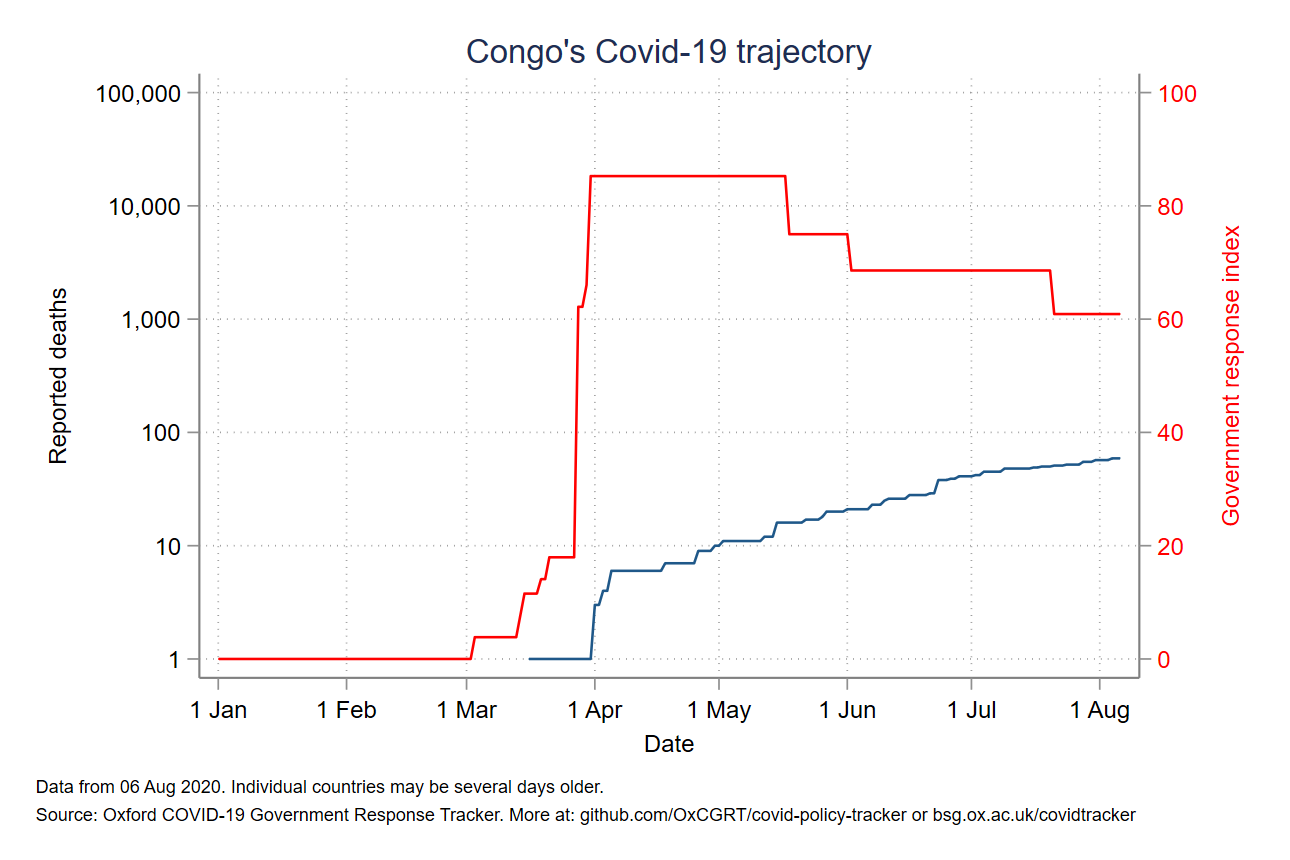 Congo's Covid-19 trajectory
100,000
10,000
1,000
100
10
1
Reported deaths
100
80
60
40
20
0
Government response index
1 Jan 1 Feb 1 Mar 1 Apr 1 May 1 Jun 1 Jul 1 Aug
Date
Data from 06 Aug 2020. Individual countries may be several days older.
Source: Oxford COVID-19 Government Response Tracker. More at: github.com/OxCGRT/covid-policy-tracker or bsg.ox.ac.uk/covidtracker